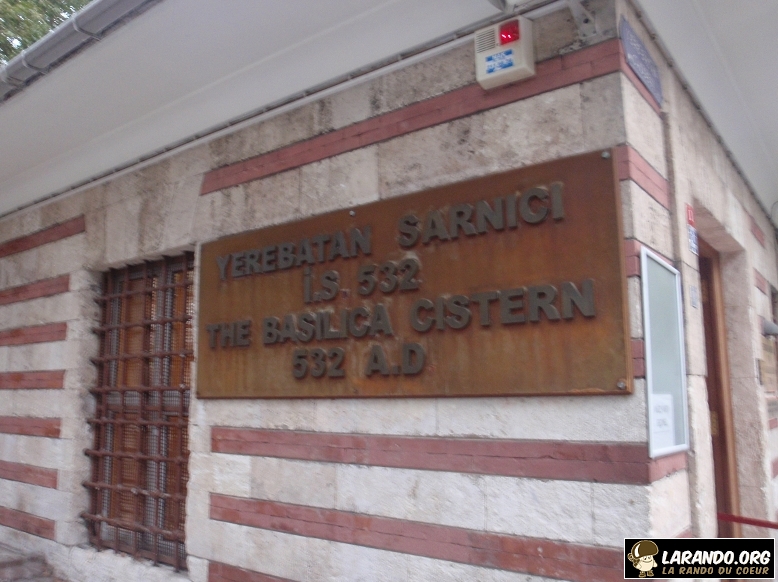 YEREBATAN SARNICI
İ.S. 532
THE BASILICA CISTERN
532 A.D
LARANDO.ORG
LA RANDO DU COEUR